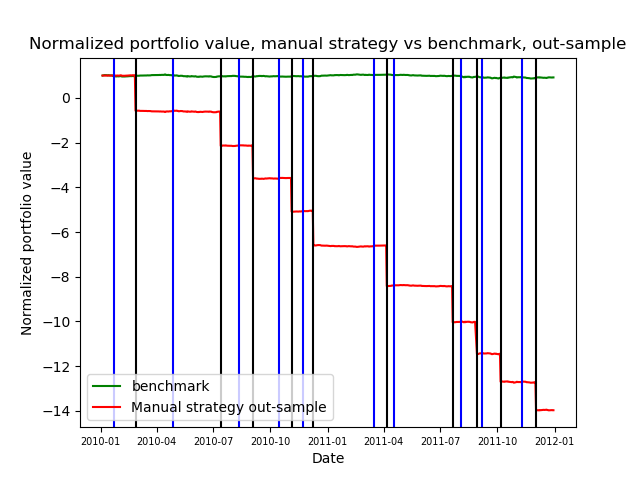 Normalized portfolio value, manual strategy vs benchmark, out-sample
Normalized portfolio value
0
−2
−4
−6
−8
−10
−12
−14
benchmark
Manual strategy out-sample
2010-01 2010-04 2010-07 2010-10 2011-01 2011-04 2011-07 2011-10 2012-01
Date